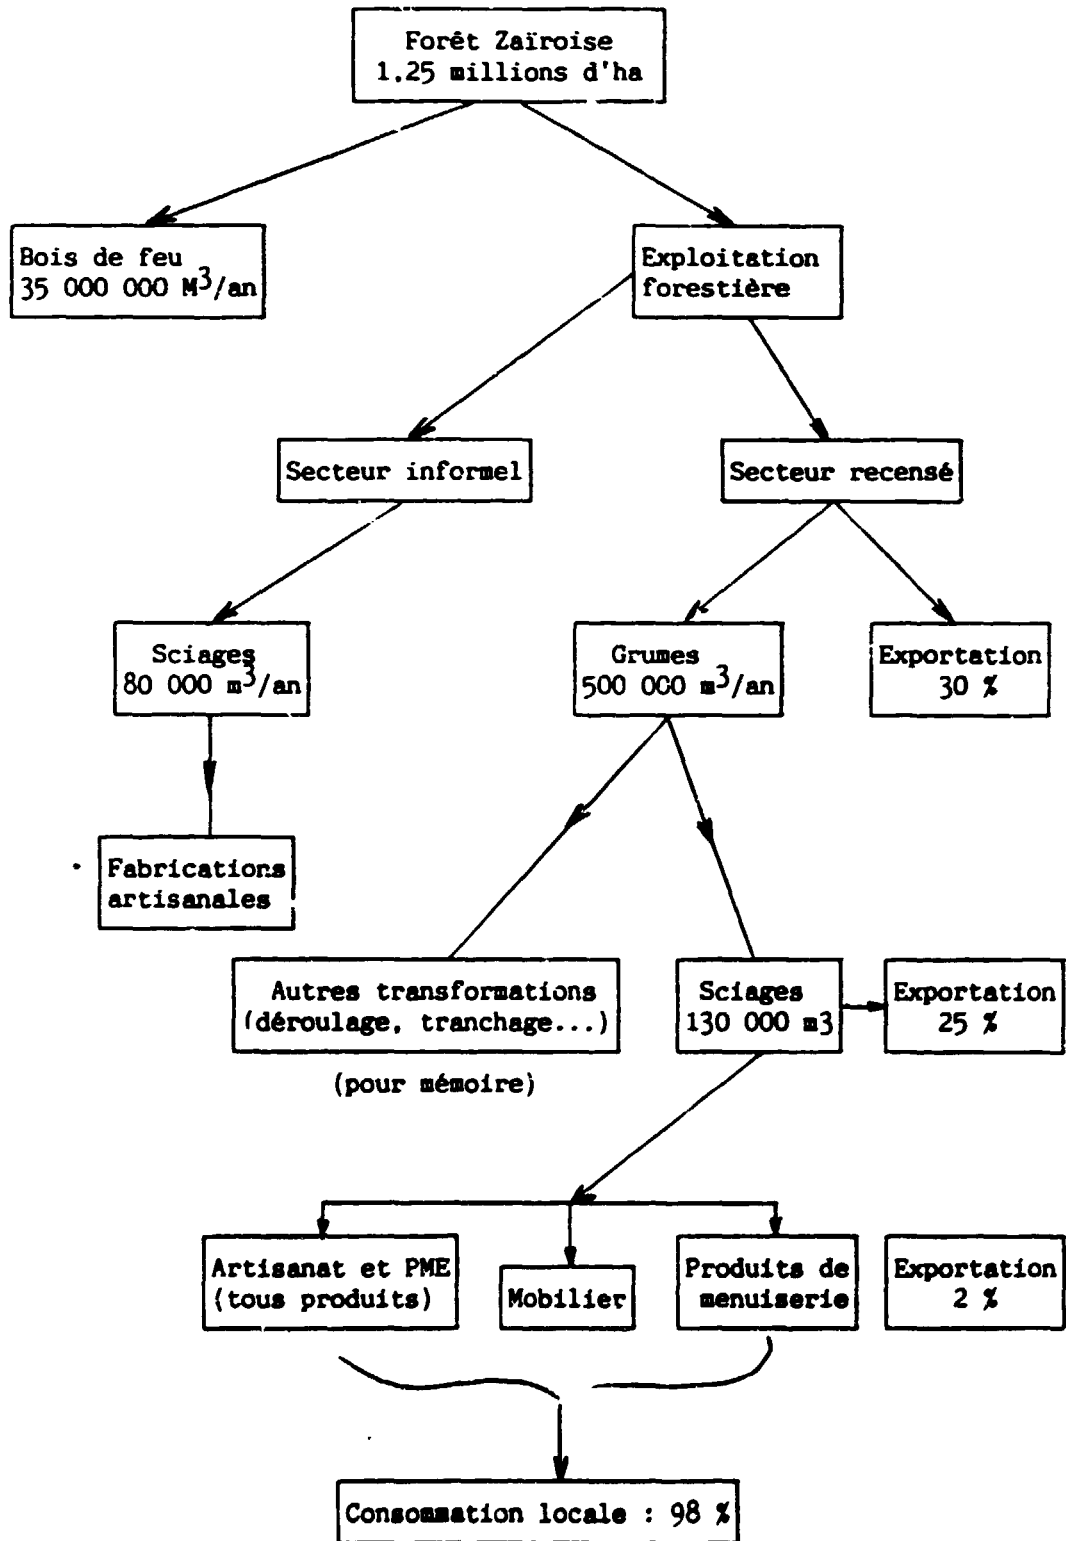 Forêt Zaïroise
1.25 millions d'ha
Bois de feu
35 000 000 M3/an
Exploitation
forestière
Secteur informel
Secteur recensé
Sciages
80 000 m3/an
Grumes
500 000 m3/an
Exportation
30 %
Fabrications
artisanales
Autres transformations
(déroulage, tranchage...)
(pour mémoire)
Sciages
130 000 m3
Exportation
25 %
Artisanat et PME
(tous produits)
Mobilier
Produits de
menuiserie
Exportation
2 %
Consommation locale : 98 %